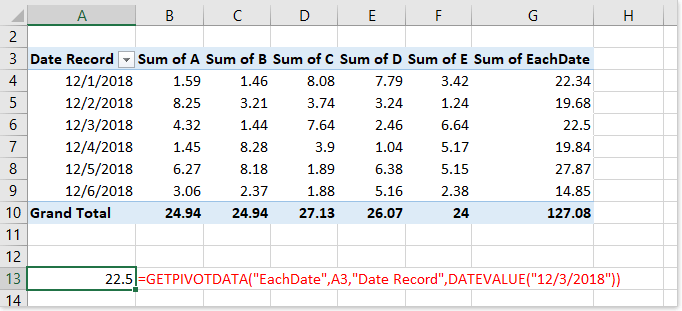 A B C D E F G H
2
3 Date Record Sum of A Sum of B Sum of C Sum of D Sum of E Sum of EachDate
4 12/1/2018 1.59 1.46 8.08 7.79 3.42 22.34
5 12/2/2018 8.25 3.21 3.74 3.24 1.24 19.68
6 12/3/2018 4.32 1.44 7.64 2.46 6.64 22.5
7 12/4/2018 1.45 8.28 3.9 1.04 5.17 19.84
8 12/5/2018 6.27 8.18 1.89 6.38 5.15 27.87
9 12/6/2018 3.06 2.37 1.88 5.16 2.38 14.85
10 Grand Total 24.94 24.94 27.13 26.07 24 127.08
11
12
13 22.5 =GETPIVOTDATA("EachDate",A3,"Date Record",DATEVALUE("12/3/2018"))
14